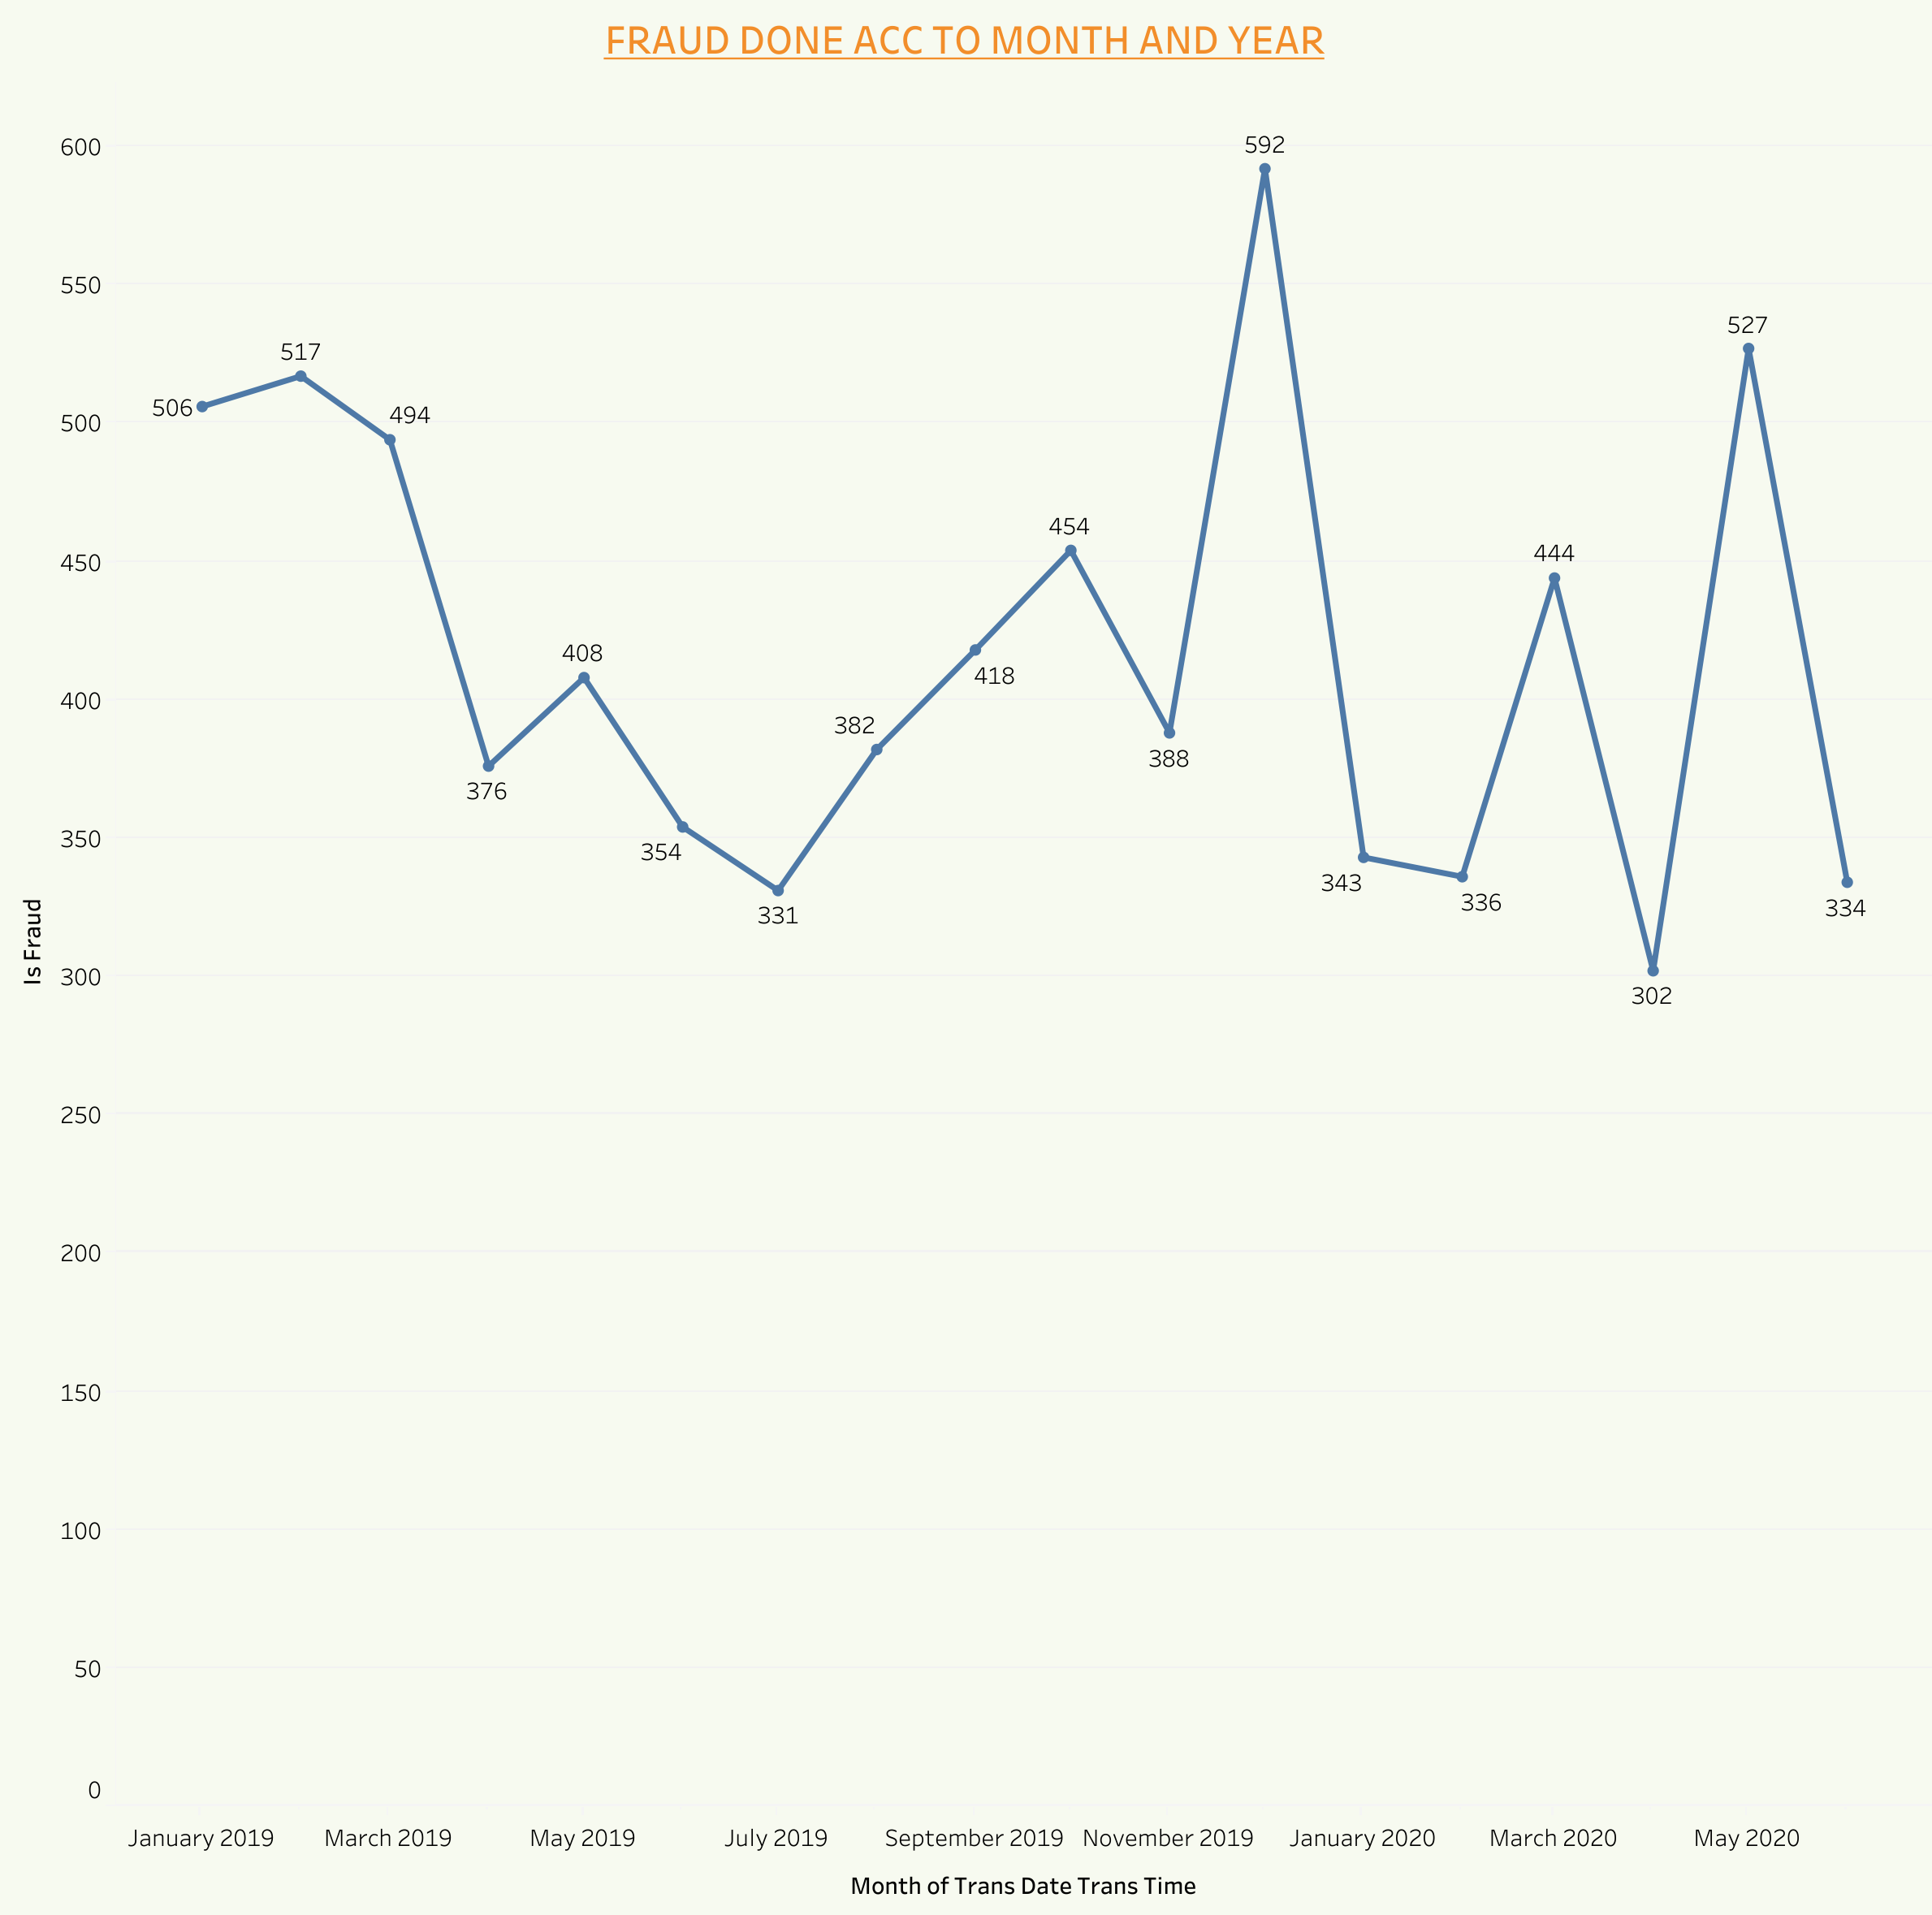 FRAUD DONE ACC TO MONTH AND YEAR
600
550
500
450
400
350
300
250
200
150
100
50
0
Is Fraud
506
517
494
376
408
354
331
382
418
454
388
592
343
336
444
302
527
334
January 2019
March 2019
May 2019
July 2019
September 2019
November 2019
January 2020
March 2020
May 2020
Month of Trans Date Trans Time